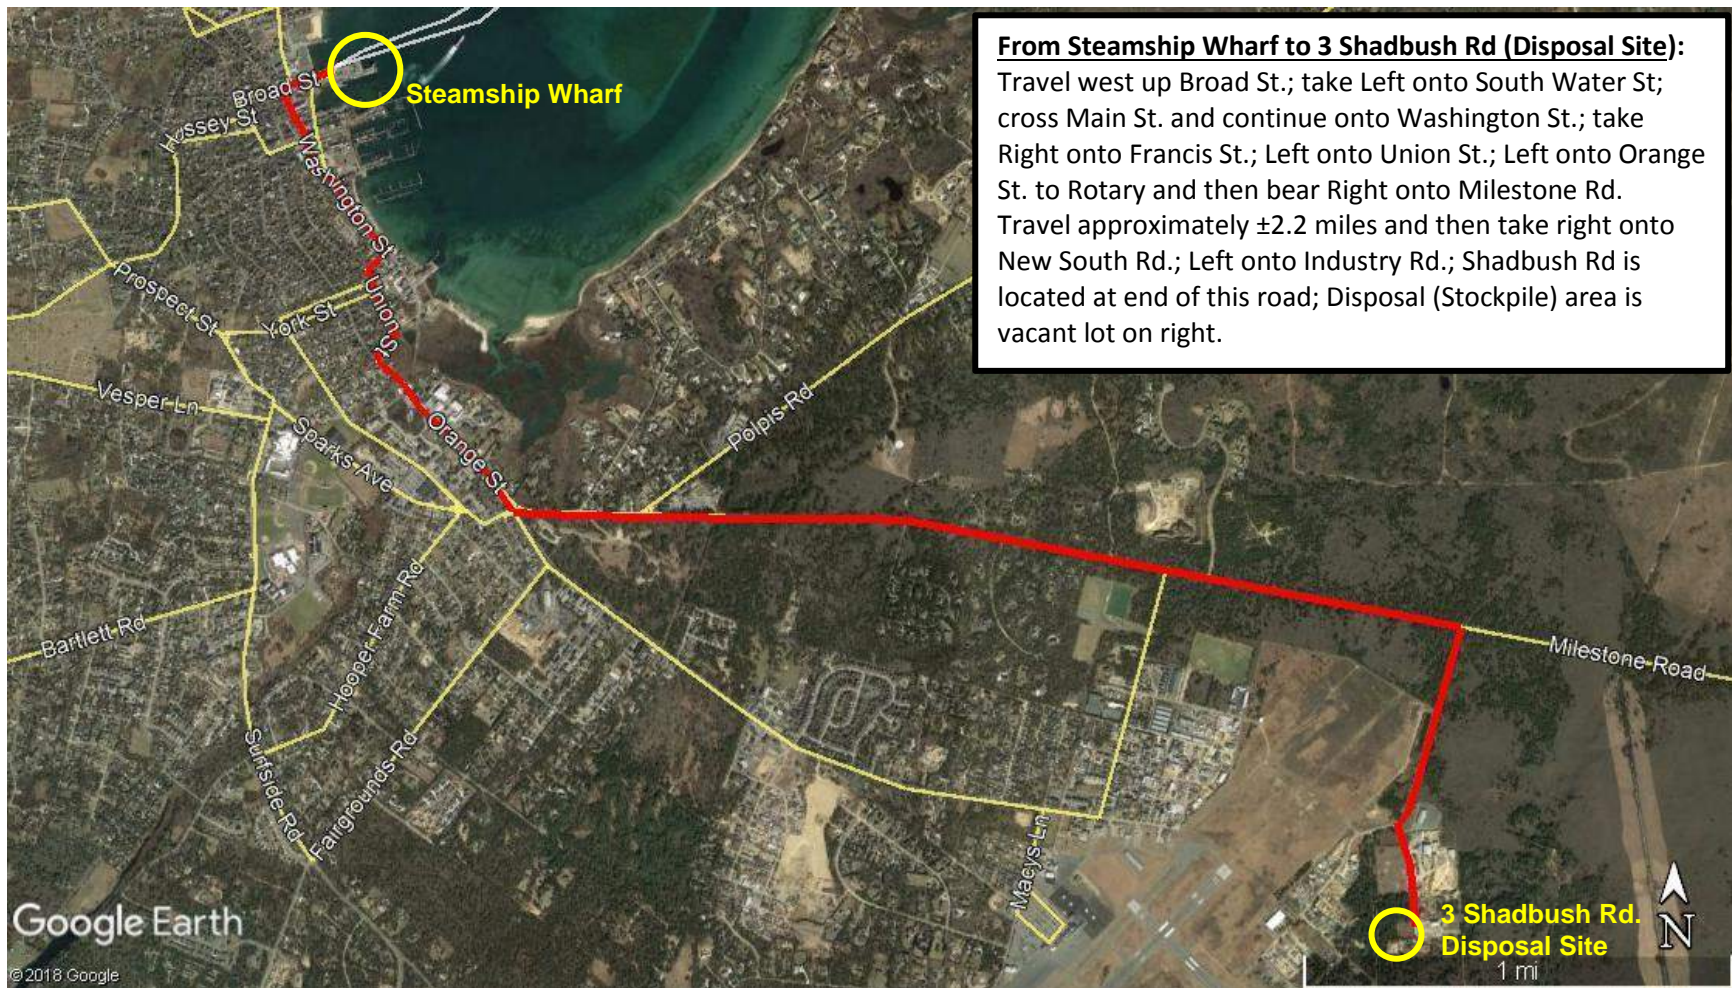 From Steamship Wharf to 3 Shadbush Rd (Disposal Site):
Travel west up Broad St.; take Left onto South Water St;
cross Main St. and continue onto Washington St.; take
Right onto Francis St.; Left onto Union St.; Left onto Orange
St. to Rotary and then bear Right onto Milestone Rd.
Travel approximately ±2.2 miles and then take right onto
New South Rd.; Left onto Industry Rd.; Shadbush Rd is
located at end of this road; Disposal (Stockpile) area is
vacant lot on right.
Steamship Wharf
Broad St
Hussey St
Washington St
Prospect St
York St
Union St
Vesper Ln
Sparks Ave
Orange St
Polpis Rd
Bartlett Rd
Hooper Farm Rd
Surfside Rd
Fairgrounds Rd
Milestone Road
Macys Ln
3 Shadbush Rd.
Disposal Site
N
1 mi
Google Earth
©2018 Google